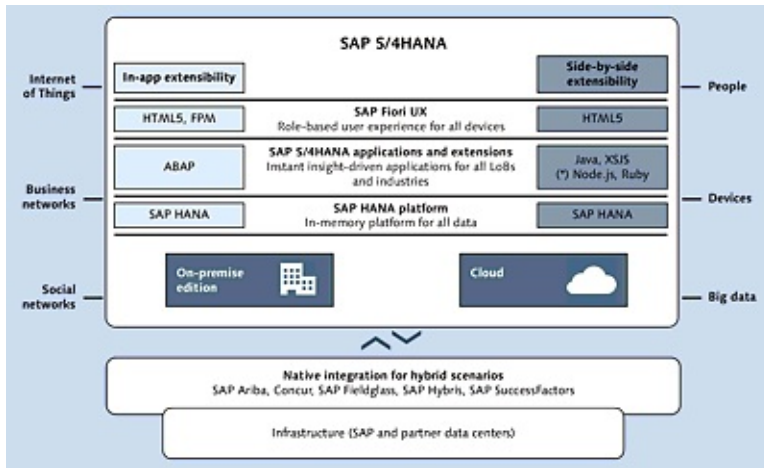 SAP S/4HANA
Internet
of Things
In-app extensibility
Side-by-side
extensibility
People
HTML5, FPM
SAP Fiori UX
Role-based user experience for all devices
HTML5
ABAP
SAP S/4HANA applications and extensions
Instant insight-driven applications for all LoBs
and industries
Java, XSJS
(*) Node.js, Ruby
Business
networks
Devices
SAP HANA
SAP HANA platform
In-memory platform for all data
SAP HANA
On-premise
edition
Cloud
Social
networks
Big data
Native integration for hybrid scenarios
SAP Ariba, Concur, SAP Fieldglass, SAP Hybris, SAP SuccessFactors
Infrastructure (SAP and partner data centers)